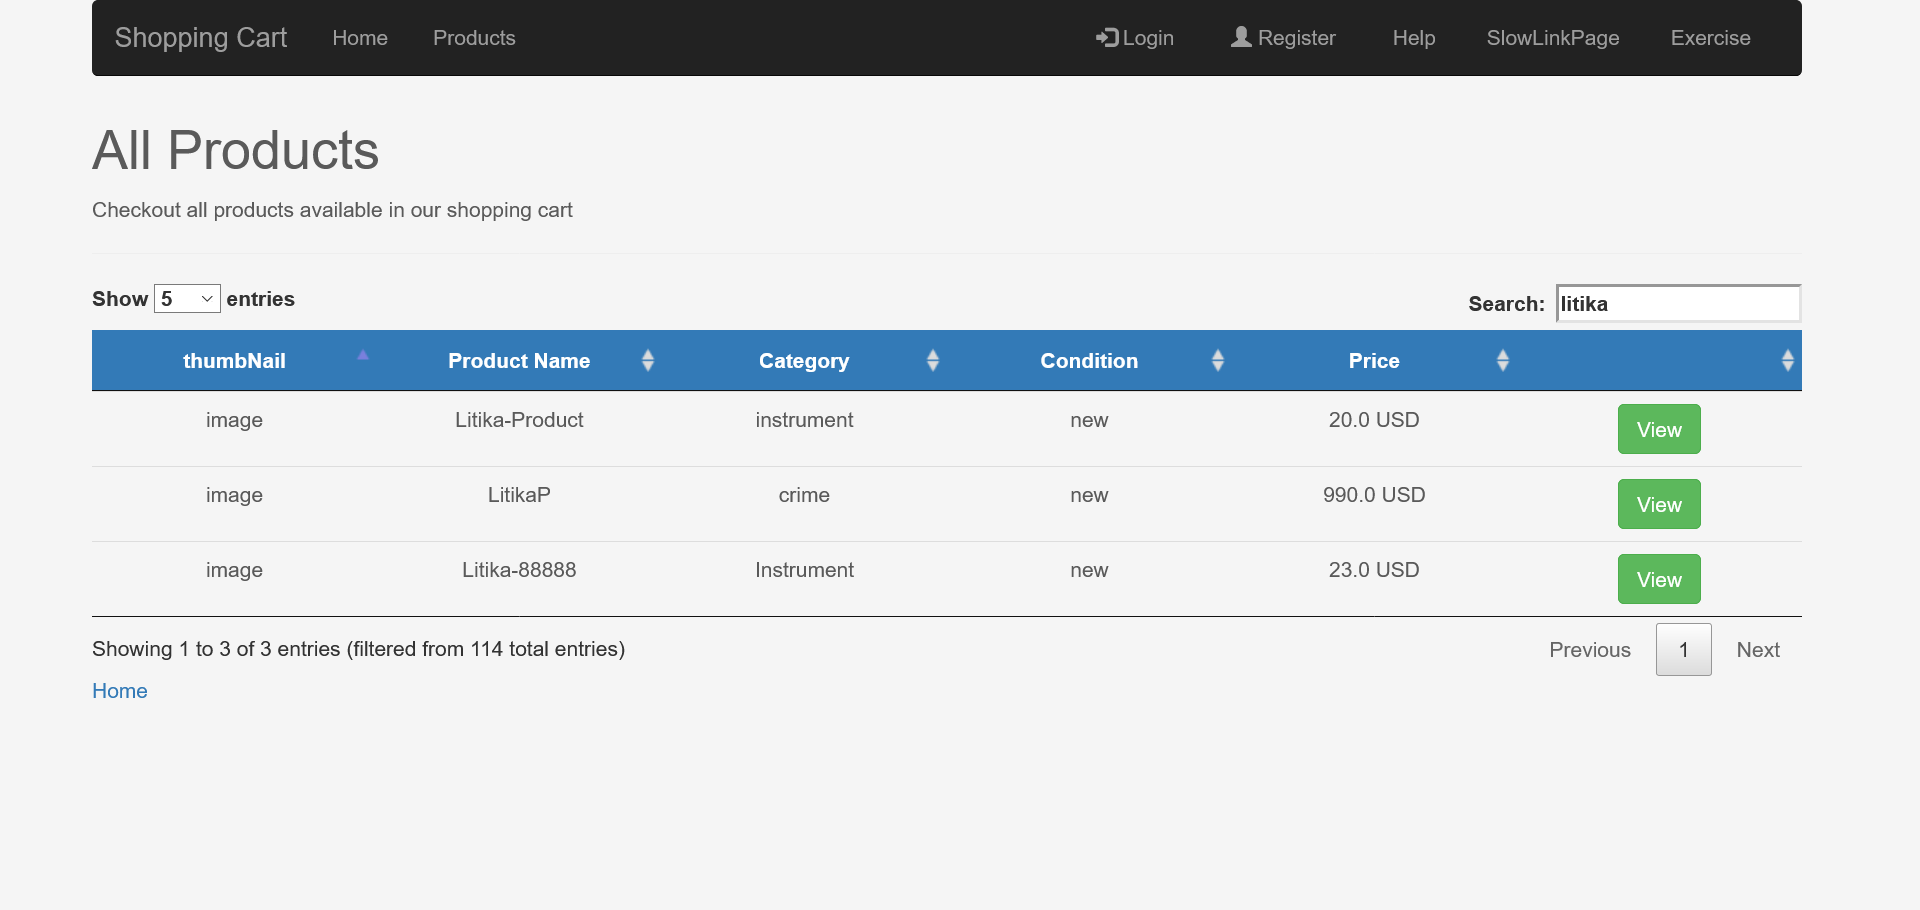 Shopping Cart Home Products Login Register Help SlowLinkPage Exercise
All Products
Checkout all products available in our shopping cart
Show 5 entries Search: litika
thumbNail Product Name Category Condition Price
image Litika-Product instrument new 20.0 USD View
image LitikaP crime new 990.0 USD View
image Litika-88888 Instrument new 23.0 USD View
Showing 1 to 3 of 3 entries (filtered from 114 total entries) Previous 1 Next
Home